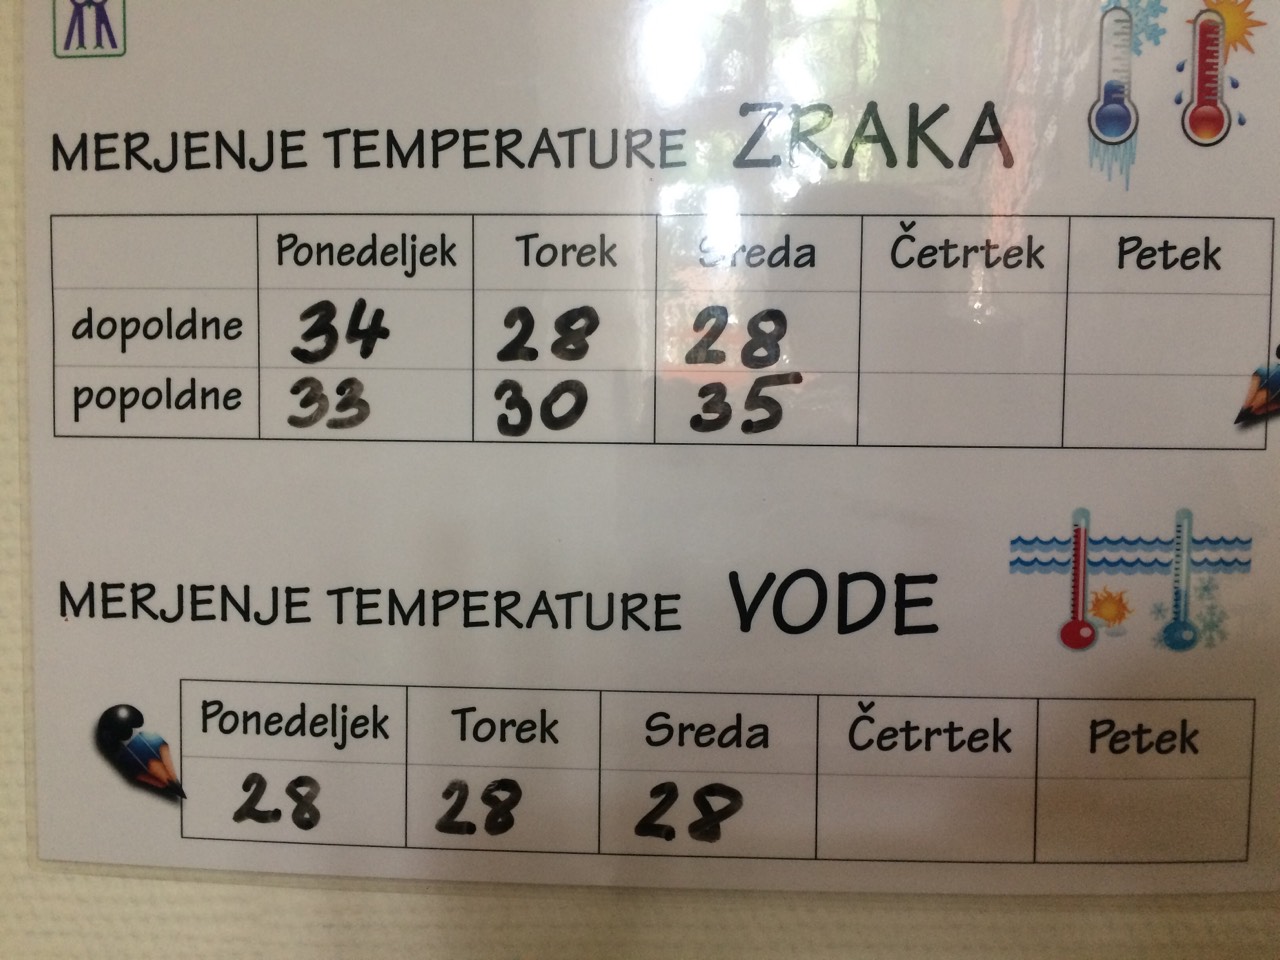 MERJENJE TEMPERATURE ZRAKA
Ponedeljek Torek Sreda Četrtek Petek
dopoldne 34 28 28
popoldne 33 30 35
MERJENJE TEMPERATURE VODE
Ponedeljek Torek Sreda Četrtek Petek
28 28 28